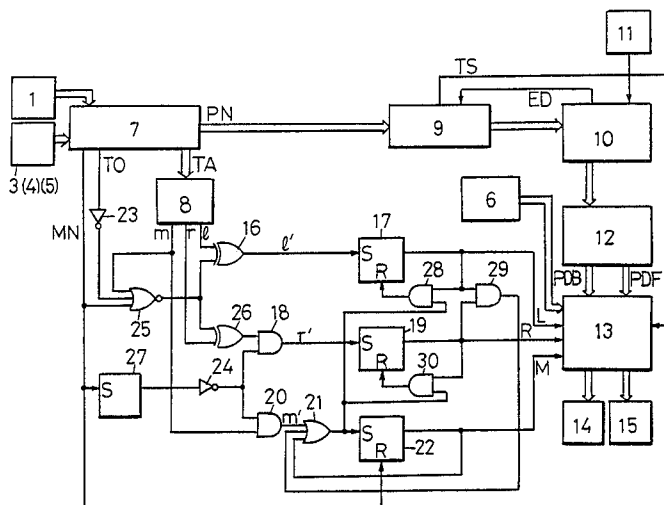 11
TS
1
PN
ED
7
9
10
3(4)(5)
TO
TA
MN
8
6
23
m r l
16
l'
17
S
R
28
29
12
PDB
PDF
25
26
18
r'
19
S
R
L
R
M
13
27
S
24
30
20
m'
21
S
R
22
14
15